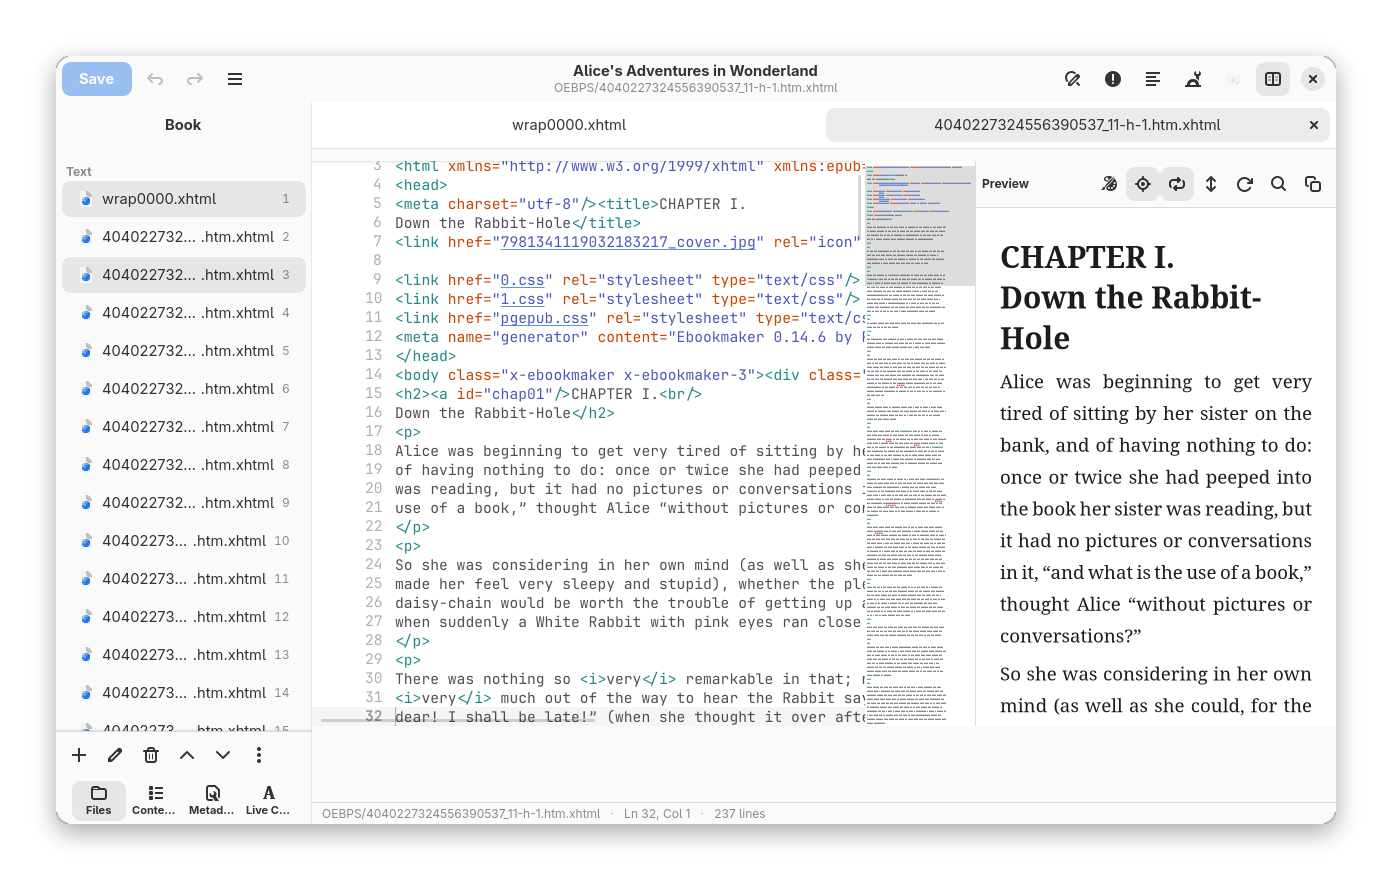 Save
Alice's Adventures in Wonderland
OEBPS/4040227324556390537_11-h-1.htm.xhtml
Book
wrap0000.xhtml
4040227324556390537_11-h-1.htm.xhtml
Text
wrap0000.xhtml 1
404022732... .htm.xhtml 2
404022732... .htm.xhtml 3
404022732... .htm.xhtml 4
404022732... .htm.xhtml 5
404022732... .htm.xhtml 6
404022732... .htm.xhtml 7
404022732... .htm.xhtml 8
404022732... .htm.xhtml 9
40402273... .htm.xhtml 10
40402273... .htm.xhtml 11
40402273... .htm.xhtml 12
40402273... .htm.xhtml 13
40402273... .htm.xhtml 14
40402273... .htm.xhtml 15
Files
Conte...
Metad...
Live C...
3 <html xmlns="http://www.w3.org/1999/xhtml" xmlns:epub=
4 <head>
5 <meta charset="utf-8"/><title>CHAPTER I.
6 Down the Rabbit-Hole</title>
7 <link href="7981341119032183217_cover.jpg" rel="icon"
8
9 <link href="0.css" rel="stylesheet" type="text/css"/>
10 <link href="1.css" rel="stylesheet" type="text/css"/>
11 <link href="pgepub.css" rel="stylesheet" type="text/cs
12 <meta name="generator" content="Ebookmaker 0.14.6 by
13 </head>
14 <body class="x-ebookmaker x-ebookmaker-3"><div class="
15 <h2><a id="chap01"/>CHAPTER I.<br/>
16 Down the Rabbit-Hole</h2>
17 <p>
18 Alice was beginning to get very tired of sitting by he
19 of having nothing to do: once or twice she had peeped
20 was reading, but it had no pictures or conversations
21 use of a book,” thought Alice “without pictures or con
22 </p>
23 <p>
24 So she was considering in her own mind (as well as she
25 made her feel very sleepy and stupid), whether the ple
26 daisy-chain would be worth the trouble of getting up a
27 when suddenly a White Rabbit with pink eyes ran close
28 </p>
29 <p>
30 There was nothing so <i>very</i> remarkable in that;
31 <i>very</i> much out of the way to hear the Rabbit say
32 dear! I shall be late!” (when she thought it over afte
Preview
CHAPTER I.
Down the Rabbit-
Hole
Alice was beginning to get very
tired of sitting by her sister on the
bank, and of having nothing to do:
once or twice she had peeped into
the book her sister was reading, but
it had no pictures or conversations
in it, “and what is the use of a book,”
thought Alice “without pictures or
conversations?”
So she was considering in her own
mind (as well as she could, for the
OEBPS/4040227324556390537_11-h-1.htm.xhtml · Ln 32, Col 1 · 237 lines